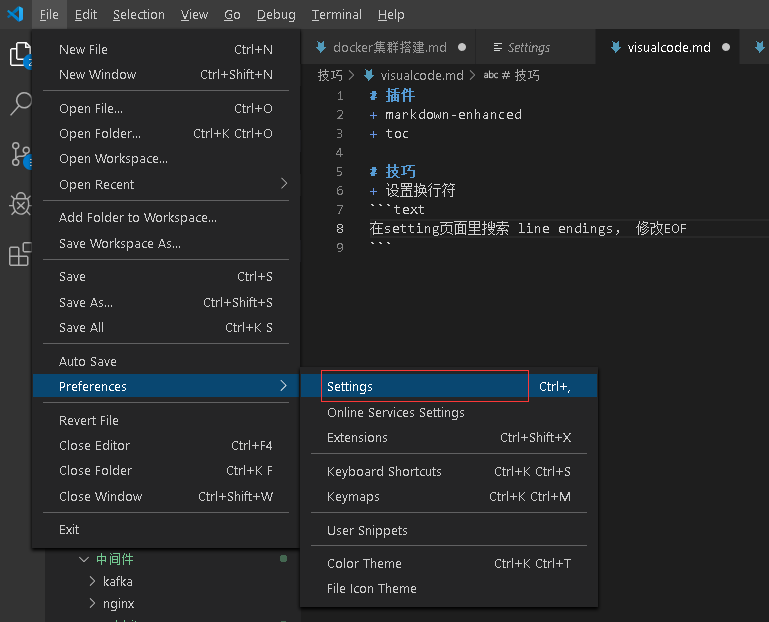 File Edit Selection View Go Debug Terminal Help
New File Ctrl+N
New Window Ctrl+Shift+N
Open File... Ctrl+O
Open Folder... Ctrl+K Ctrl+O
Open Workspace...
Open Recent
Add Folder to Workspace...
Save Workspace As...
Save Ctrl+S
Save As... Ctrl+Shift+S
Save All Ctrl+K S
Auto Save
Preferences
Revert File
Close Editor Ctrl+F4
Close Folder Ctrl+K F
Close Window Ctrl+Shift+W
Exit
中间件
kafka
nginx
docker集群搭建.md Settings visualcode.md
技巧 > visualcode.md > abc # 技巧
1 # 插件
2 + markdown-enhanced
3 + toc
4
5 # 技巧
6 + 设置换行符
7 ```text
8 在setting页面里搜索 line endings， 修改EOF
9 ```
Settings Ctrl+,
Online Services Settings
Extensions Ctrl+Shift+X
Keyboard Shortcuts Ctrl+K Ctrl+S
Keymaps Ctrl+K Ctrl+M
User Snippets
Color Theme Ctrl+K Ctrl+T
File Icon Theme